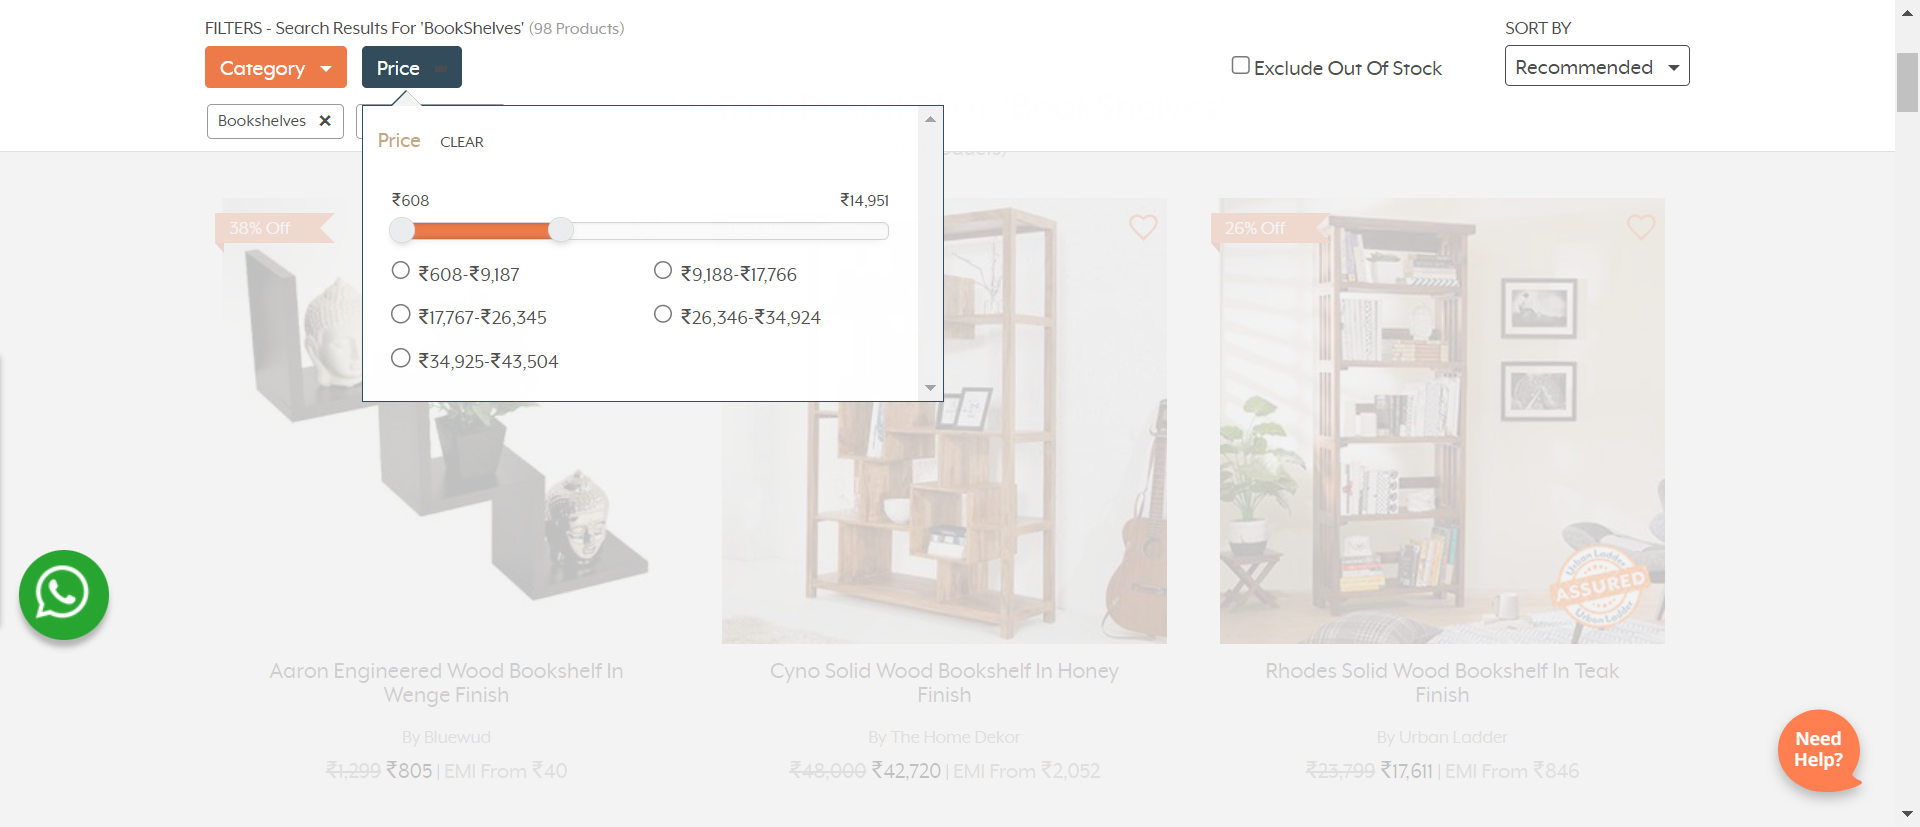 FILTERS - Search Results For 'BookShelves' (98 Products)
SORT BY
Category
Price
Exclude Out Of Stock
Recommended
Bookshelves ✕
Price CLEAR
₹608 ₹14,951
₹608-₹9,187
₹9,188-₹17,766
₹17,767-₹26,345
₹26,346-₹34,924
₹34,925-₹43,504
38% Off
26% Off
Urban Ladder
ASSURED
Urban Ladder
Aaron Engineered Wood Bookshelf In
Wenge Finish
By Bluewud
₹1,299 ₹805 | EMI From ₹40
Cyno Solid Wood Bookshelf In Honey
Finish
By The Home Dekor
₹48,000 ₹42,720 | EMI From ₹2,052
Rhodes Solid Wood Bookshelf In Teak
Finish
By Urban Ladder
₹23,799 ₹17,611 | EMI From ₹846
Need
Help?